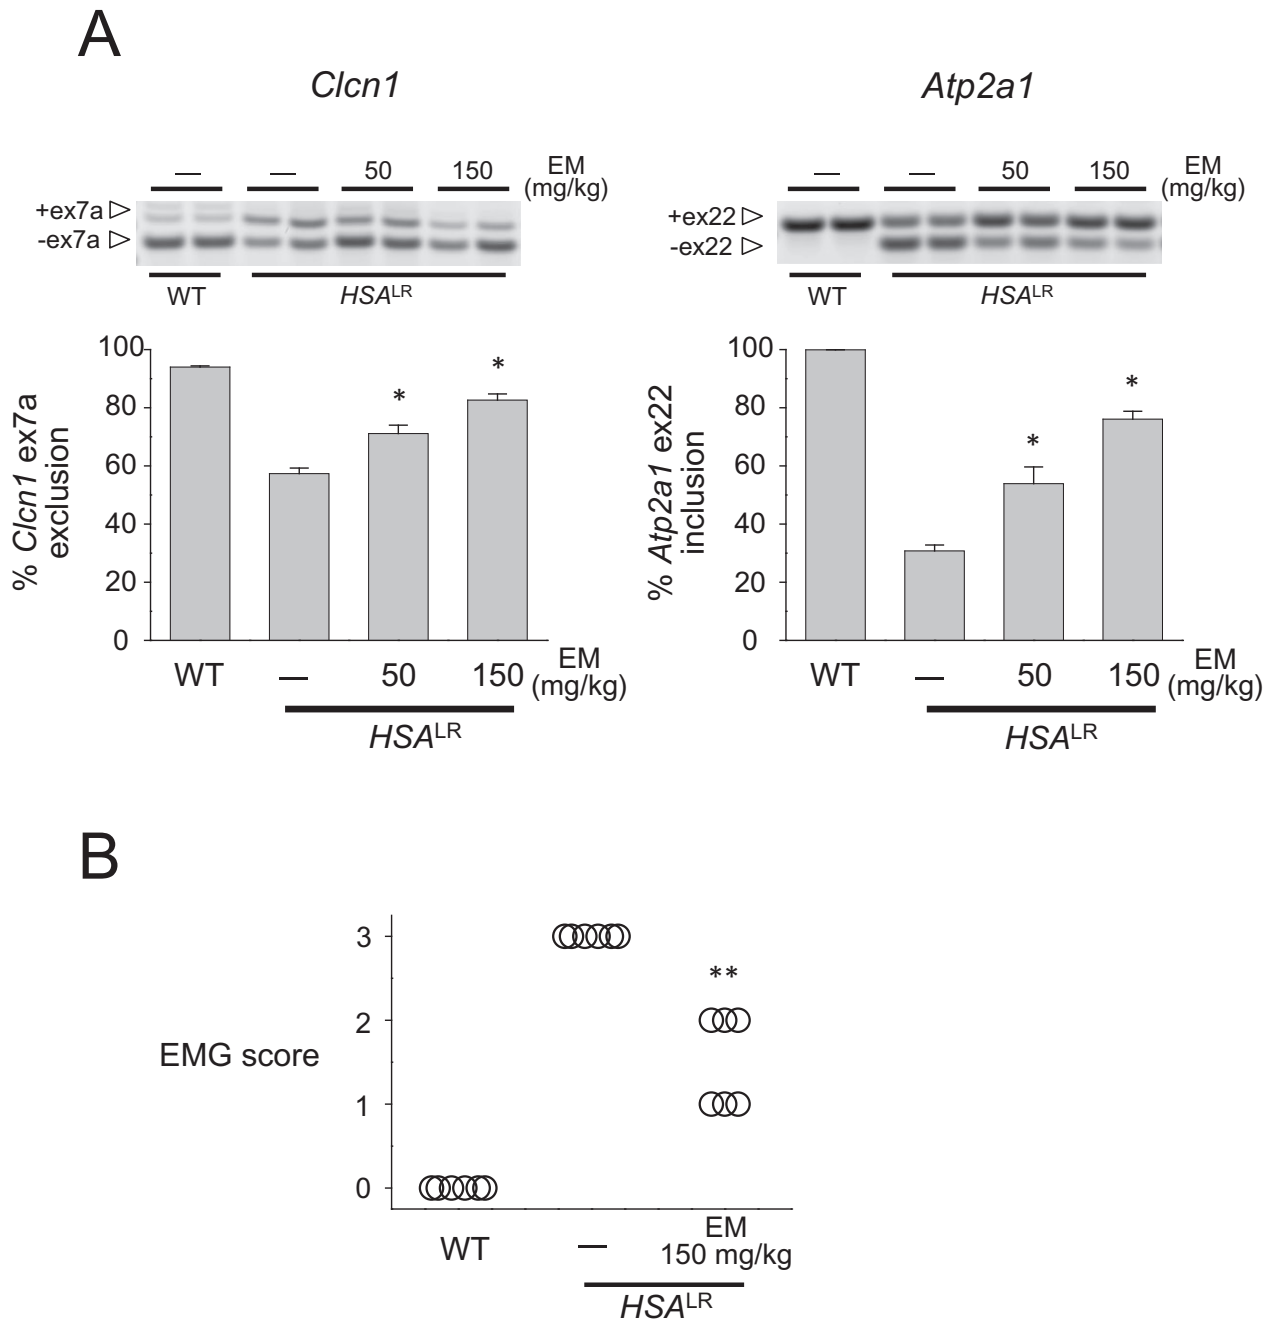 A
Clcn1
— — 50 150 EM
(mg/kg)
+ex7a
-ex7a
WT HSALR
% Clcn1 ex7a
exclusion
100
80
60
40
20
0
* *
WT — 50 150 EM
(mg/kg)
HSALR
Atp2a1
— — 50 150 EM
(mg/kg)
+ex22
-ex22
WT HSALR
% Atp2a1 ex22
inclusion
100
80
60
40
20
0
* *
WT — 50 150 EM
(mg/kg)
HSALR
B
EMG score
3
2
1
0
**
WT — EM
150 mg/kg
HSALR